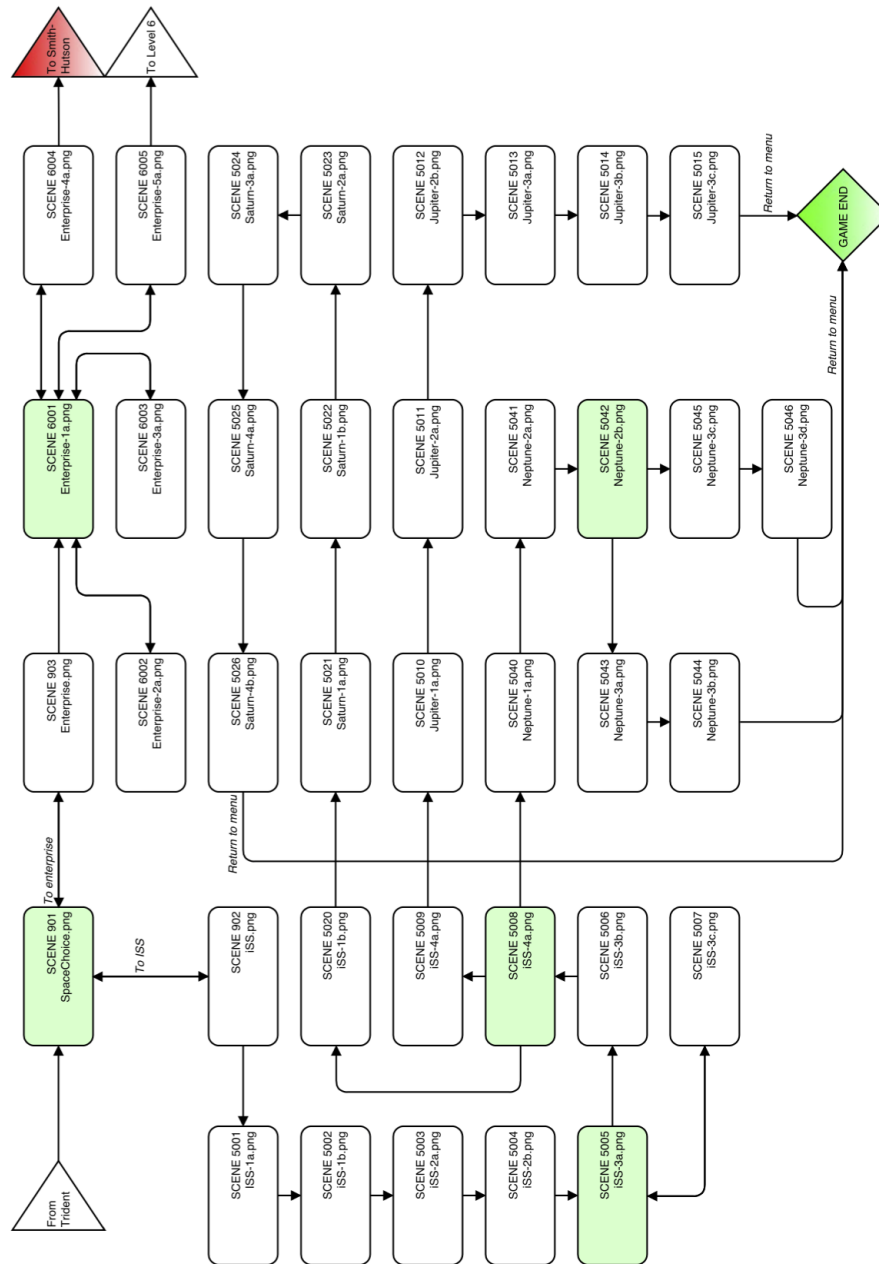 From
Trident
SCENE 901
SpaceChoice.png
To enterprise
SCENE 903
Enterprise.png
SCENE 6001
Enterprise-1a.png
SCENE 6004
Enterprise-4a.png
To Smith-
Hutson
To ISS
SCENE 6002
Enterprise-2a.png
SCENE 6003
Enterprise-3a.png
SCENE 6005
Enterprise-5a.png
To Level 6
SCENE 5001
ISS-1a.png
SCENE 902
iSS.png
Return to menu
SCENE 5026
Saturn-4b.png
SCENE 5025
Saturn-4a.png
SCENE 5024
Saturn-3a.png
SCENE 5002
iSS-1b.png
SCENE 5020
iSS-1b.png
SCENE 5021
Saturn-1a.png
SCENE 5022
Saturn-1b.png
SCENE 5023
Saturn-2a.png
SCENE 5003
iSS-2a.png
SCENE 5009
iSS-4a.png
SCENE 5010
Jupiter-1a.png
SCENE 5011
Jupiter-2a.png
SCENE 5012
Jupiter-2b.png
SCENE 5004
iSS-2b.png
SCENE 5008
iSS-4a.png
SCENE 5040
Neptune-1a.png
SCENE 5041
Neptune-2a.png
SCENE 5013
Jupiter-3a.png
SCENE 5005
iSS-3a.png
SCENE 5006
iSS-3b.png
SCENE 5043
Neptune-3a.png
SCENE 5042
Neptune-2b.png
SCENE 5014
Jupiter-3b.png
SCENE 5007
iSS-3c.png
SCENE 5044
Neptune-3b.png
SCENE 5045
Neptune-3c.png
SCENE 5015
Jupiter-3c.png
Return to menu
SCENE 5046
Neptune-3d.png
Return to menu
GAME END